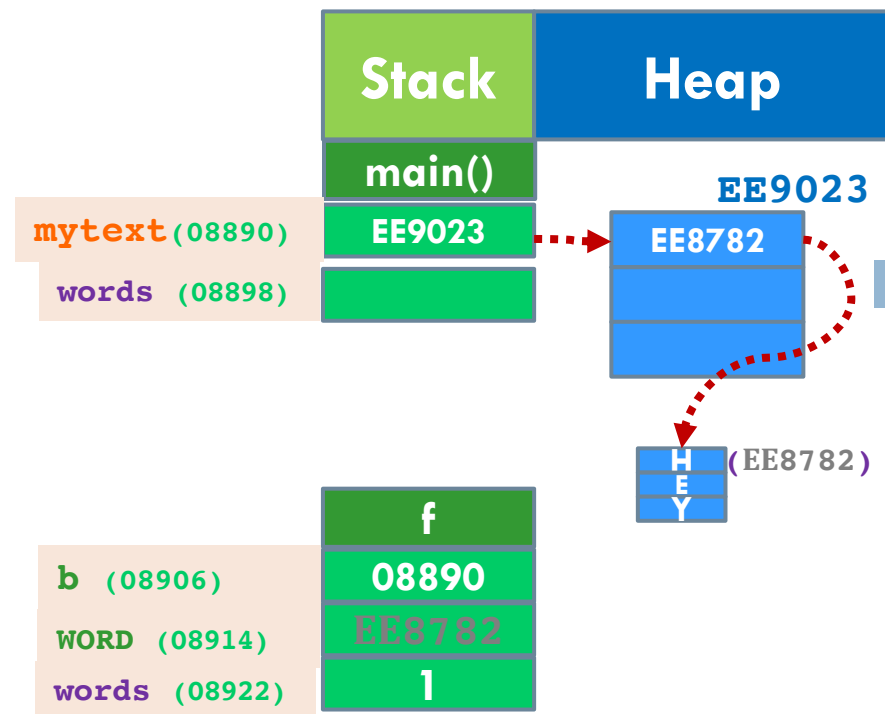 Stack Heap
main()
EE9023
mytext(08890) EE9023 EE8782
words (08898)
H (EE8782)
E
Y
f
b (08906) 08890
WORD (08914) EE8782
words (08922) 1